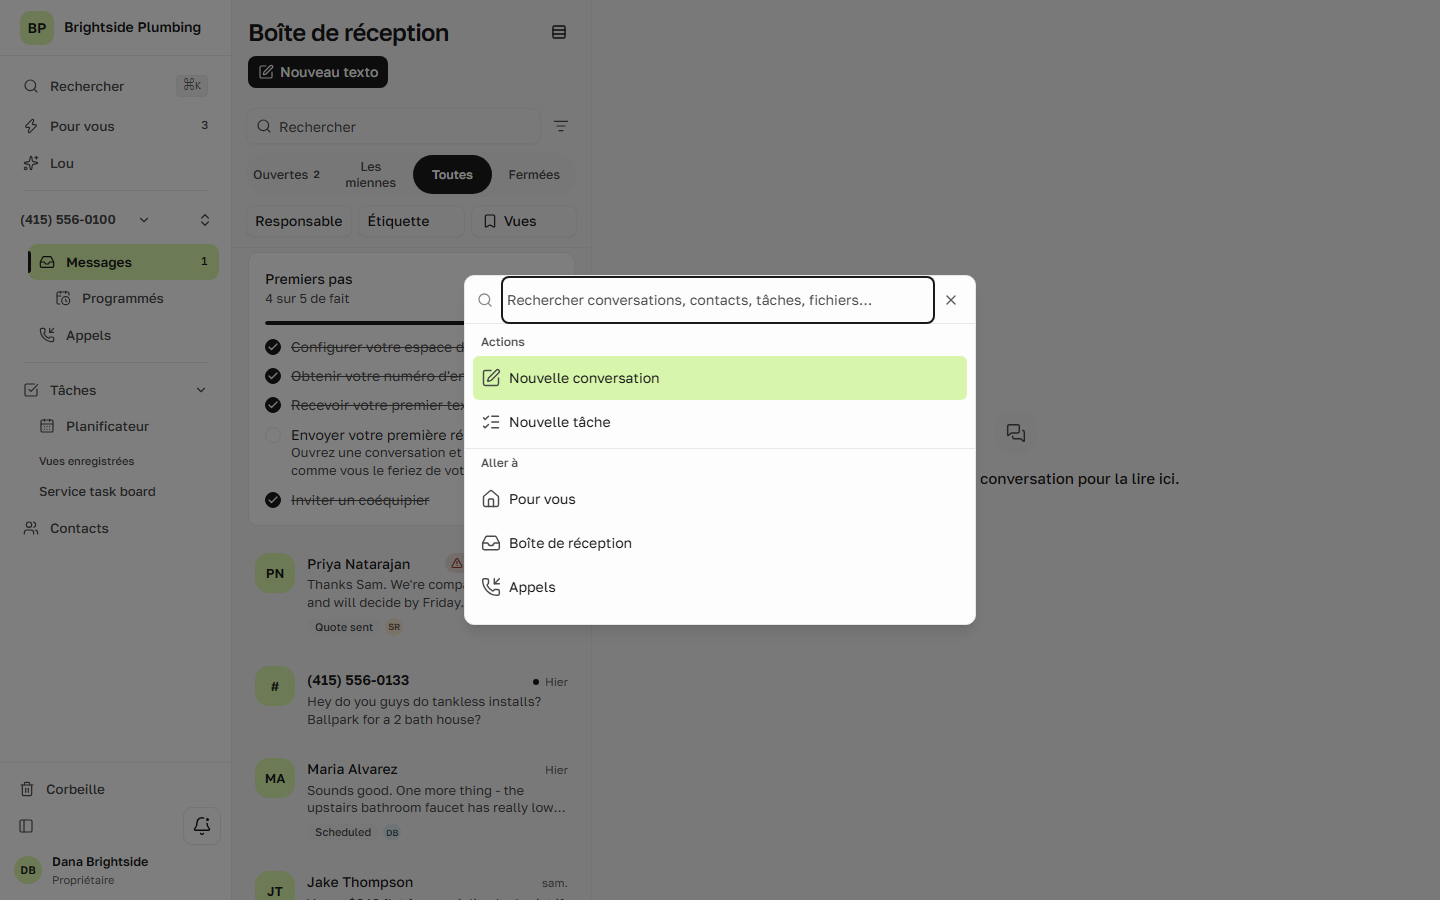 BP
Brightside Plumbing
Rechercher
⌘K
Pour vous
3
Lou
(415) 556-0100
Messages
1
Programmés
Appels
Tâches
Planificateur
Vues enregistrées
Service task board
Contacts
Corbeille
DB
Dana Brightside
Propriétaire
Boîte de réception
Nouveau texto
Rechercher
Ouvertes 2
Les
miennes
Toutes
Fermées
Responsable
Étiquette
Vues
Premiers pas
4 sur 5 de fait
Configurer votre espace d
Obtenir votre numéro d'en
Recevoir votre premier tex
Envoyer votre première ré
Ouvrez une conversation et
comme vous le feriez de vot
Inviter un coéquipier
PN
Priya Natarajan
Thanks Sam. We're compa
and will decide by Friday.
Quote sent
SR
#
(415) 556-0133
Hier
Hey do you guys do tankless installs?
Ballpark for a 2 bath house?
MA
Maria Alvarez
Hier
Sounds good. One more thing - the
upstairs bathroom faucet has really low...
Scheduled
DB
JT
Jake Thompson
sam.
Rechercher conversations, contacts, tâches, fichiers...
Actions
Nouvelle conversation
Nouvelle tâche
Aller à
Pour vous
Boîte de réception
Appels
conversation pour la lire ici.